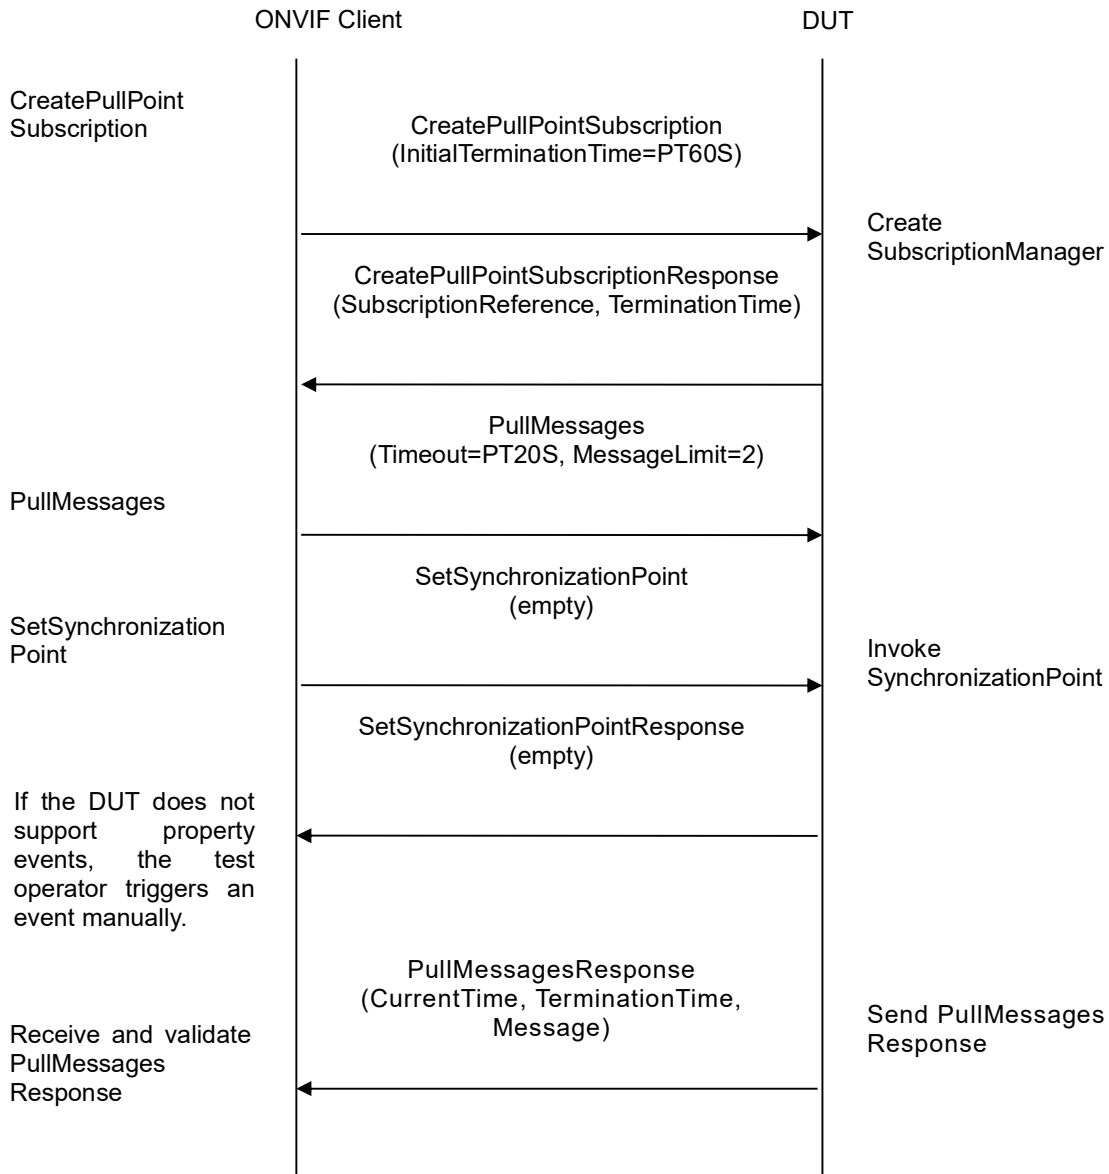 ONVIF Client
DUT
CreatePullPoint
Subscription
CreatePullPointSubscription
(InitialTerminationTime=PT60S)
Create
SubscriptionManager
CreatePullPointSubscriptionResponse
(SubscriptionReference, TerminationTime)
PullMessages
(Timeout=PT20S, MessageLimit=2)
PullMessages
SetSynchronizationPoint
(empty)
SetSynchronization
Point
Invoke
SynchronizationPoint
SetSynchronizationPointResponse
(empty)
If the DUT does not
support property
events, the test
operator triggers an
event manually.
PullMessagesResponse
(CurrentTime, TerminationTime,
Message)
Send PullMessages
Response
Receive and validate
PullMessages
Response